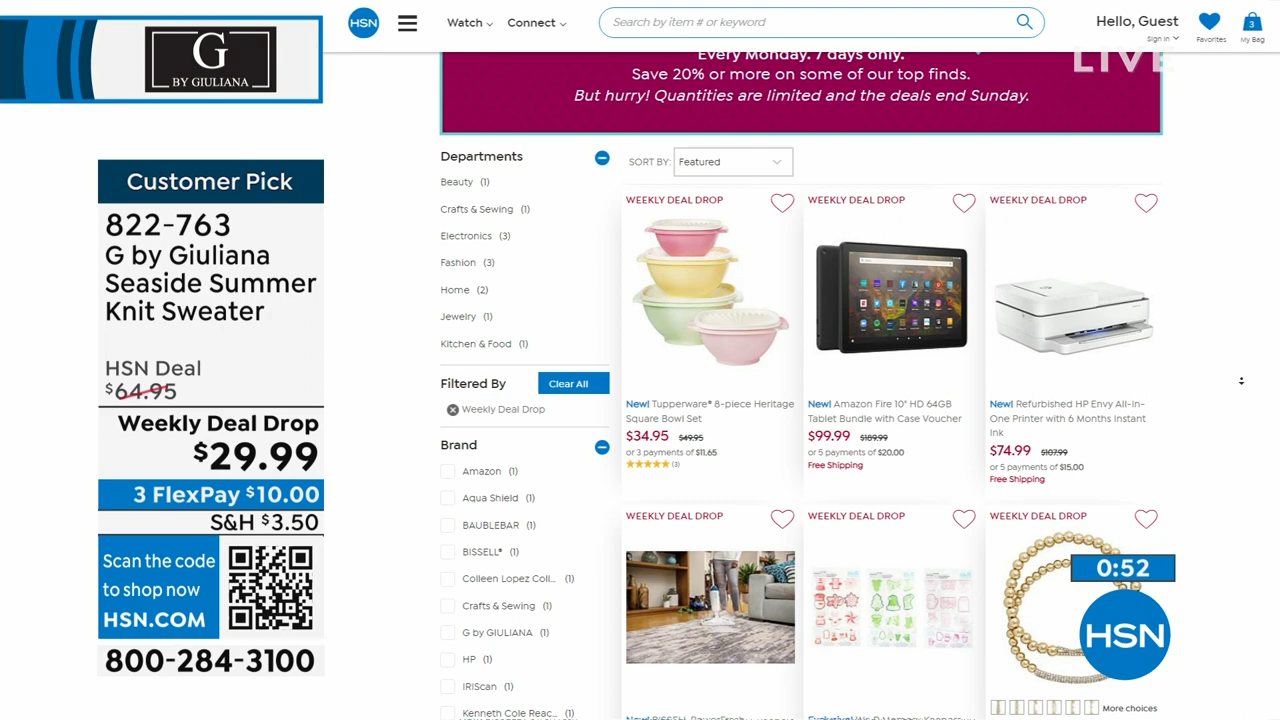 G
BY GIULIANA
HSN
Watch
Connect
Search by item # or keyword
Hello, Guest
Sign In
Favorites
3
My Bag
LIVE
Every Monday. 7 days only.
Save 20% or more on some of our top finds.
But hurry! Quantities are limited and the deals end Sunday.
Customer Pick
822-763
G by Giuliana
Seaside Summer
Knit Sweater
HSN Deal
$64.95
Weekly Deal Drop
$29.99
3 FlexPay $10.00
S&H $3.50
Scan the code
to shop now
HSN.COM
800-284-3100
Departments
Beauty (1)
Crafts & Sewing (1)
Electronics (3)
Fashion (3)
Home (2)
Jewelry (1)
Kitchen & Food (1)
Filtered By
Clear All
Weekly Deal Drop
Brand
Amazon (1)
Aqua Shield (1)
BAUBLEBAR (1)
BISSELL® (1)
Colleen Lopez Coll... (1)
Crafts & Sewing (1)
G by GIULIANA (1)
HP (1)
IRIScan (1)
Kenneth Cole Reac... (1)
SORT BY: Featured
WEEKLY DEAL DROP
New! Tupperware® 8-piece Heritage
Square Bowl Set
$34.95 $49.95
or 3 payments of $11.65
(3)
WEEKLY DEAL DROP
New! Amazon Fire 10" HD 64GB
Tablet Bundle with Case Voucher
$99.99 $189.99
or 5 payments of $20.00
Free Shipping
WEEKLY DEAL DROP
New! Refurbished HP Envy All-In-
One Printer with 6 Months Instant
Ink
$74.99 $107.99
or 5 payments of $15.00
Free Shipping
WEEKLY DEAL DROP
WEEKLY DEAL DROP
WEEKLY DEAL DROP
0:52
HSN
More choices